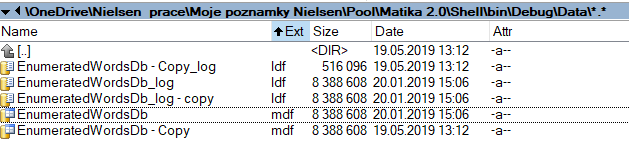 \OneDrive\Nielsen prace\Moje poznamky Nielsen\Pool\Matika 2.0\Shell\bin\Debug\Data\*.*
Name Ext Size Date Attr
[..] <DIR> 19.05.2019 13:12 -a--
EnumeratedWordsDb - Copy_log ldf 516 096 19.05.2019 13:12 -a--
EnumeratedWordsDb_log ldf 8 388 608 20.01.2019 15:06 -a--
EnumeratedWordsDb_log - copy ldf 8 388 608 20.01.2019 15:06 -a--
EnumeratedWordsDb mdf 8 388 608 20.01.2019 15:06 -a--
EnumeratedWordsDb - Copy mdf 8 388 608 19.05.2019 13:12 -a--